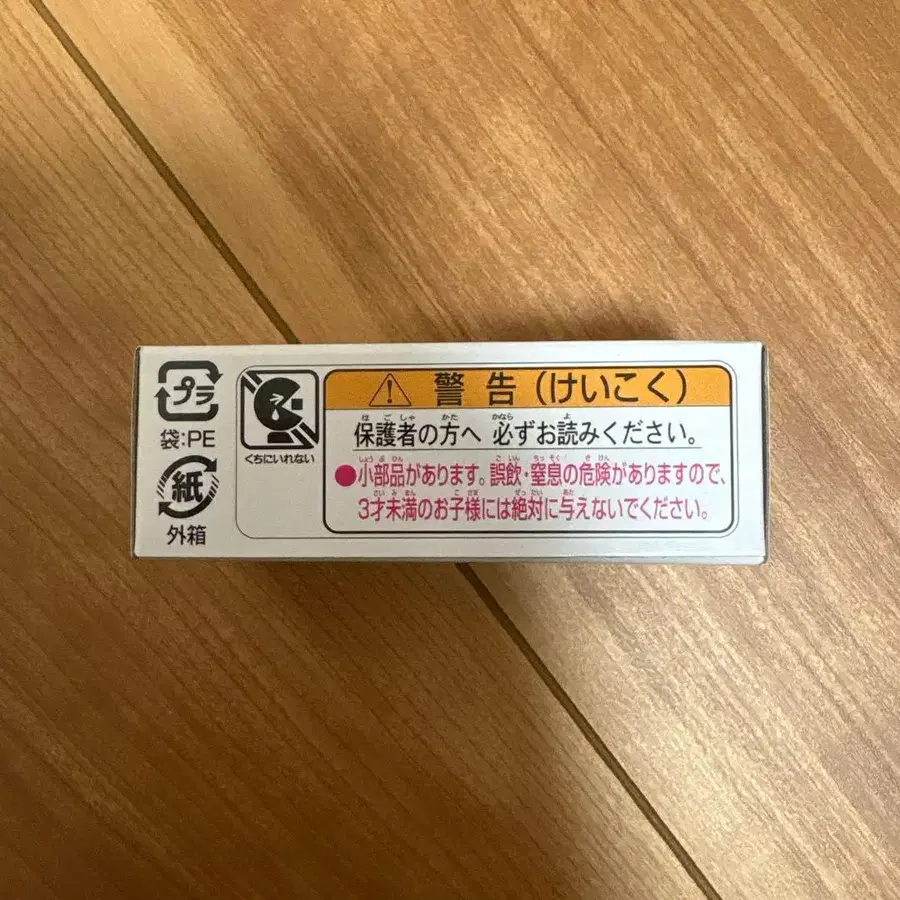 プラ
袋:PE
紙
外箱
くちにいれない
警告(けいこく)
ほごしゃ かた かなら よ
保護者の方へ 必ずお読みください。
しょうぶひん ごいん ちっそく きけん
●小部品があります。誤飲・窒息の危険がありますので、
さいみまん こさま ぜったい あた
3才未満のお子様には絶対に与えないでください。